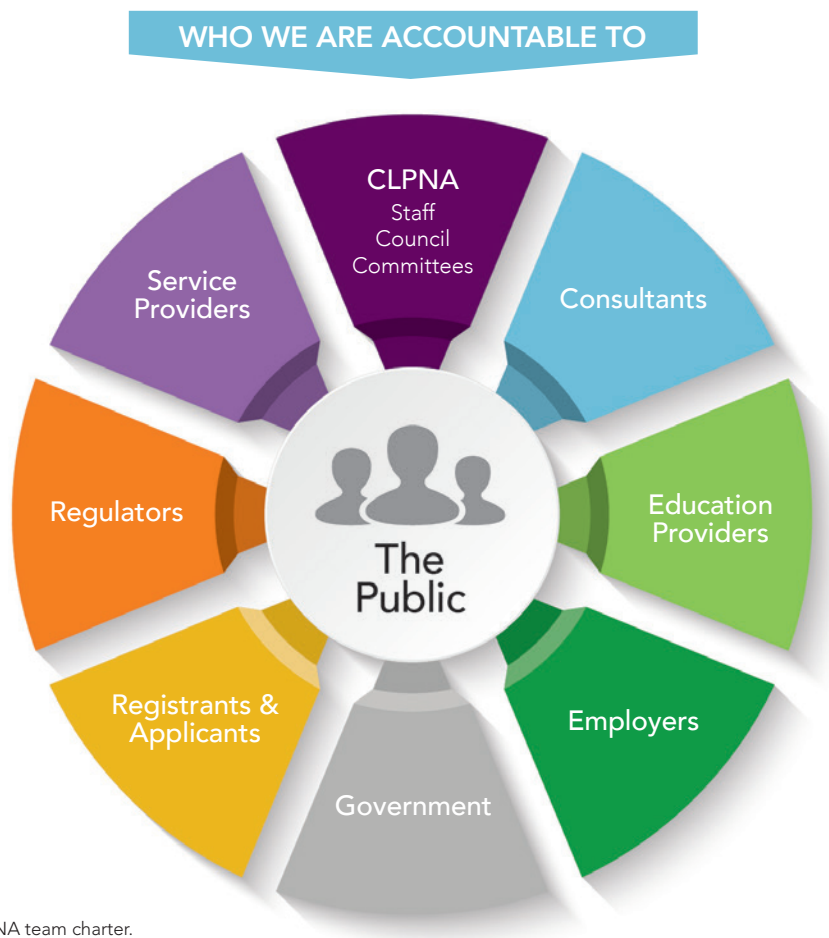 WHO WE ARE ACCOUNTABLE TO
CLPNA
Staff
Council
Committees
Consultants
Education
Providers
Employers
Government
Registrants &
Applicants
Regulators
Service
Providers
The
Public
NA team charter.